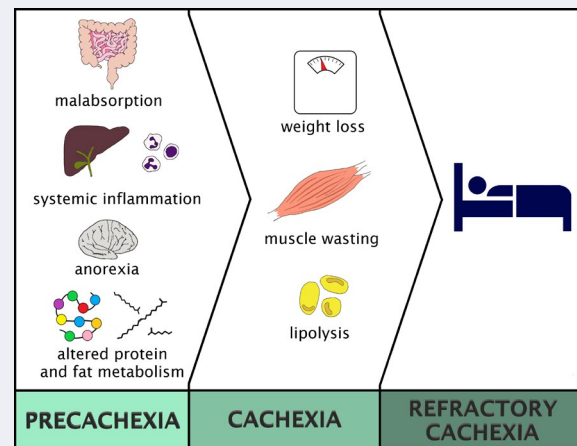 malabsorption
systemic inflammation
anorexia
altered protein
and fat metabolism
weight loss
muscle wasting
lipolysis
PRECACHEXIA
CACHEXIA
REFRACTORY
CACHEXIA